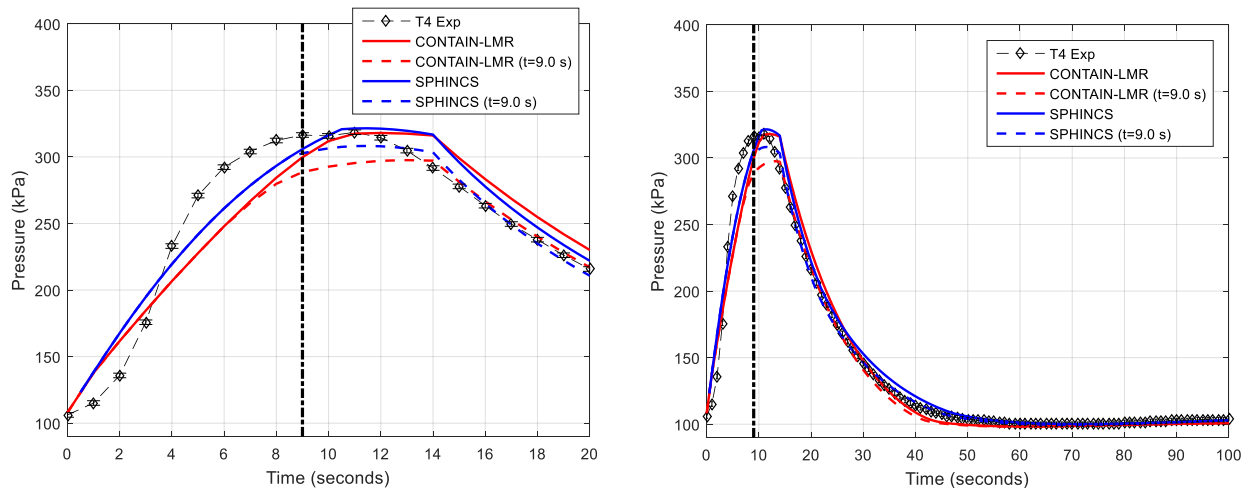 400
350
300
250
200
150
100
Pressure (kPa)
0 2 4 6 8 10 12 14 16 18 20
Time (seconds)
T4 Exp
CONTAIN-LMR
CONTAIN-LMR (t=9.0 s)
SPHINCS
SPHINCS (t=9.0 s)
400
350
300
250
200
150
100
Pressure (kPa)
0 10 20 30 40 50 60 70 80 90 100
Time (seconds)
T4 Exp
CONTAIN-LMR
CONTAIN-LMR (t=9.0 s)
SPHINCS
SPHINCS (t=9.0 s)